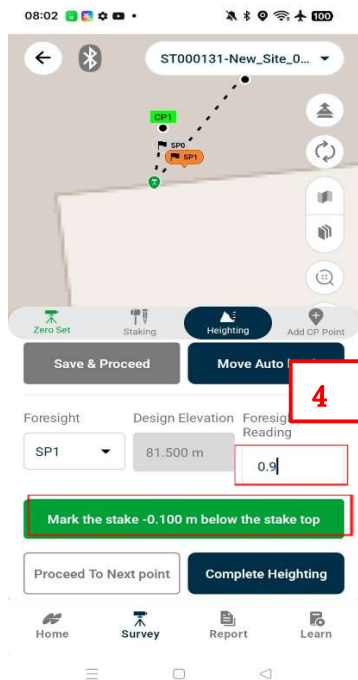 08:02
100
ST000131-New_Site_0...
CP1
SP0
SP1
Zero Set
Staking
Heighting
Add CP Point
Save & Proceed
Move Auto
4
Foresight
Design Elevation
Reading
SP1
81.500 m
0.9
Mark the stake -0.100 m below the stake top
Proceed To Next point
Complete Heighting
Home
Survey
Report
Learn